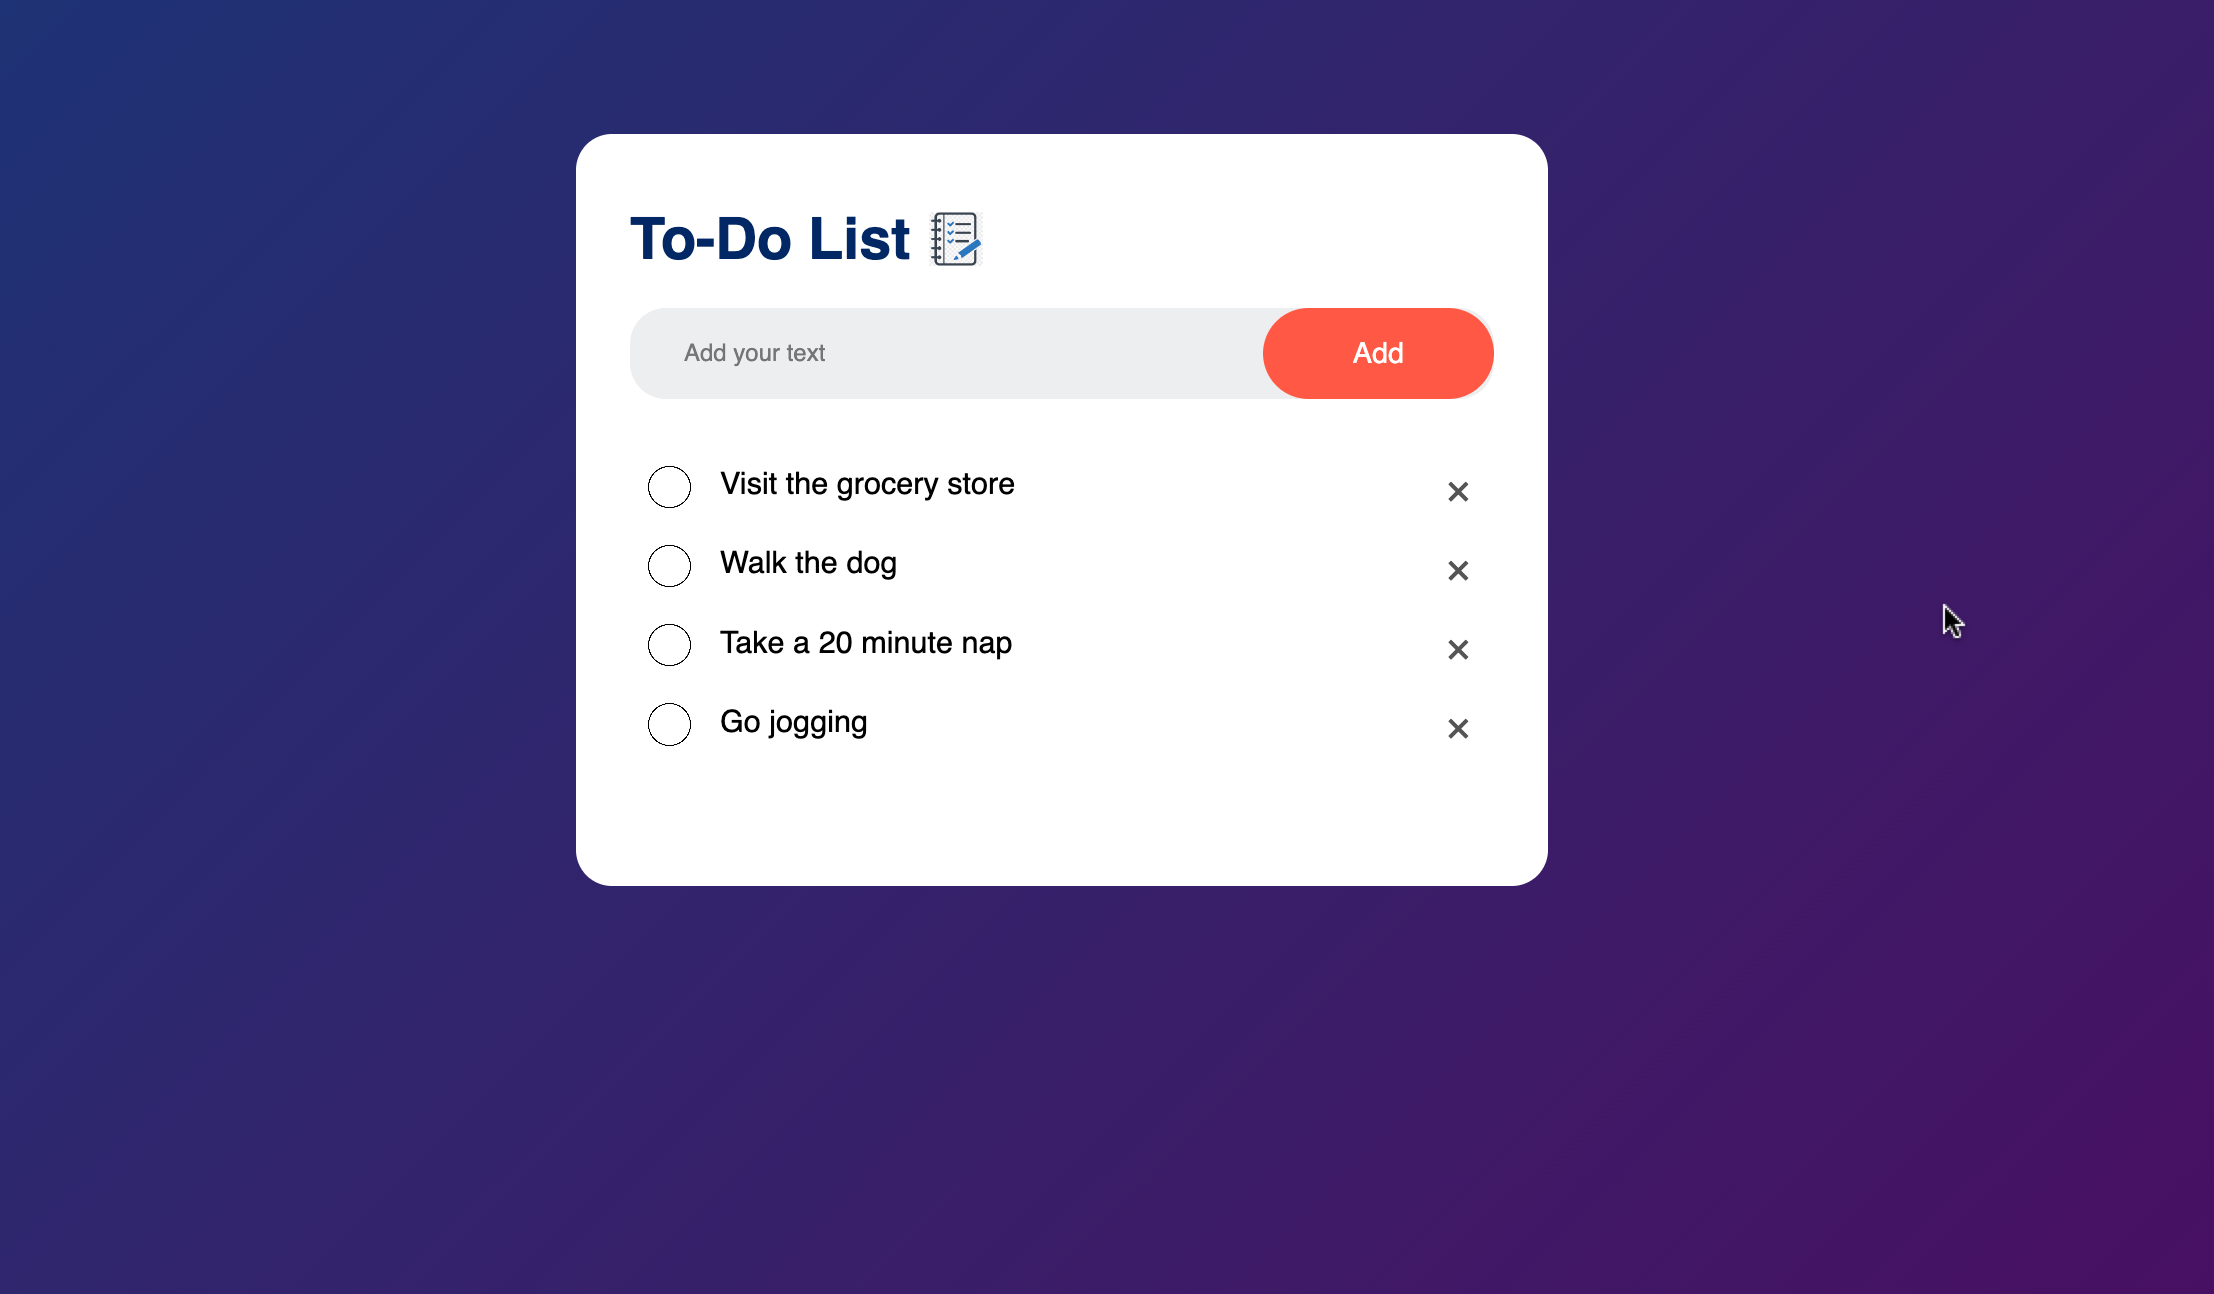 To-Do List
Add your text
Add
Visit the grocery store
Walk the dog
Take a 20 minute nap
Go jogging